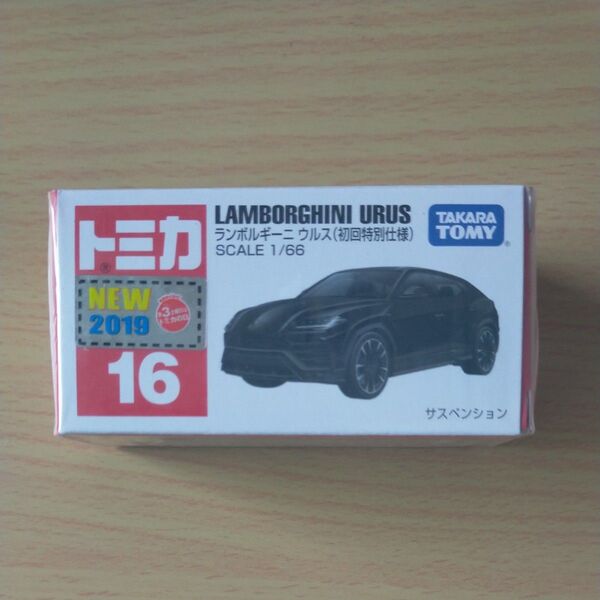 トミカ
®
NEW
2019
16
LAMBORGHINI URUS
ランボルギーニ ウルス(初回特別仕様)
SCALE 1/66
TAKARA
TOMY®
サスペンション